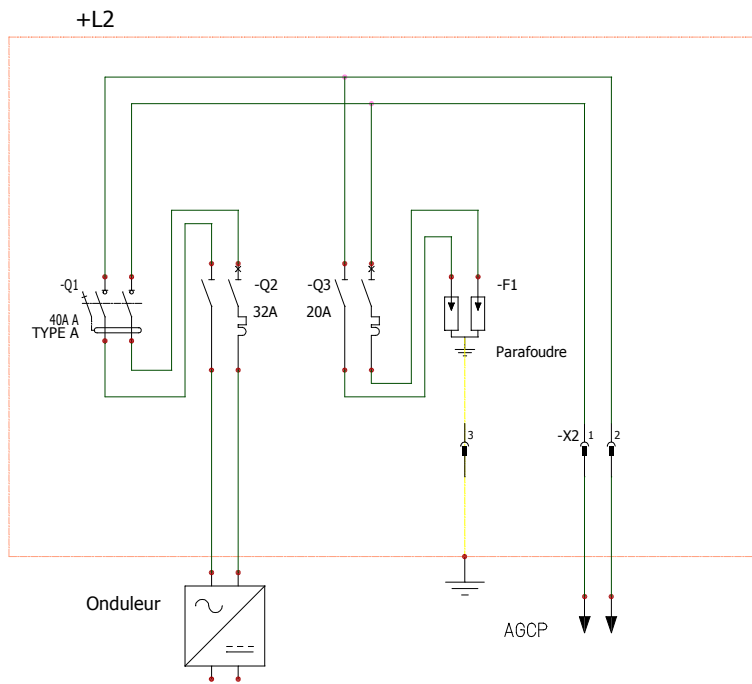 +L2
-Q1
40A A
TYPE A
-Q2
32A
-Q3
20A
-F1
Parafoudre
3
-X2 1 2
Onduleur
AGCP